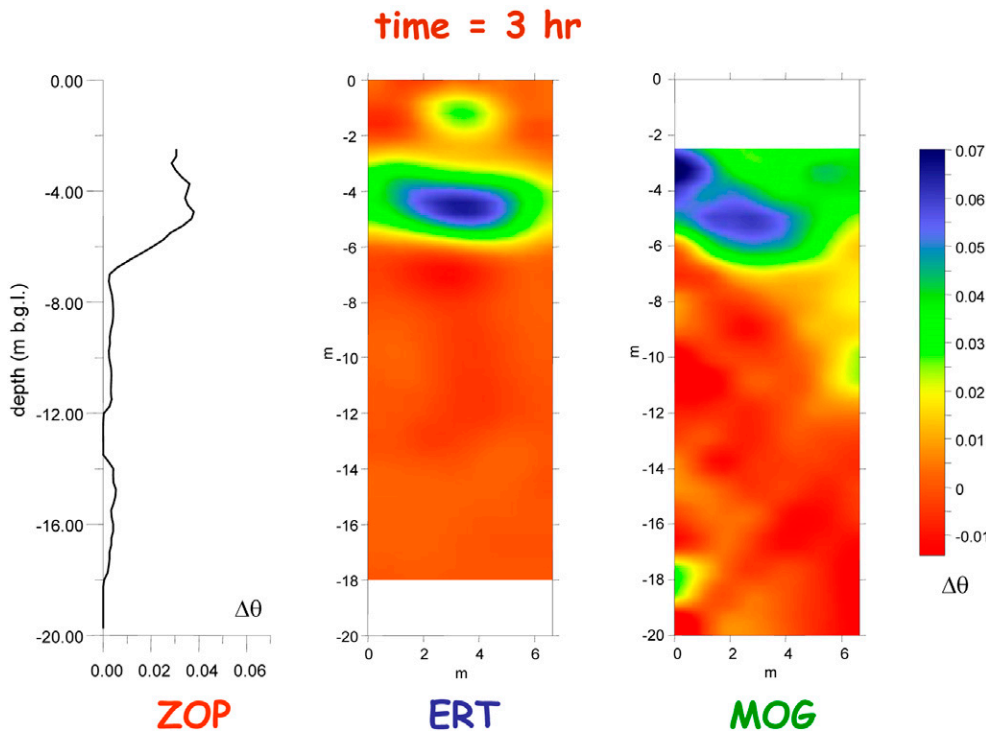 time = 3 hr
0.00
-4.00
-8.00
-12.00
-16.00
-20.00
depth (m b.g.l.)
Δθ
0.00 0.02 0.04 0.06
ZOP
0
-2
-4
-6
-8
-10
-12
-14
-16
-18
-20
m
0 2 4 6
m
ERT
0
-2
-4
-6
-8
-10
-12
-14
-16
-18
-20
m
0 2 4 6
m
MOG
0.07
0.06
0.05
0.04
0.03
0.02
0.01
0
-0.01
Δθ